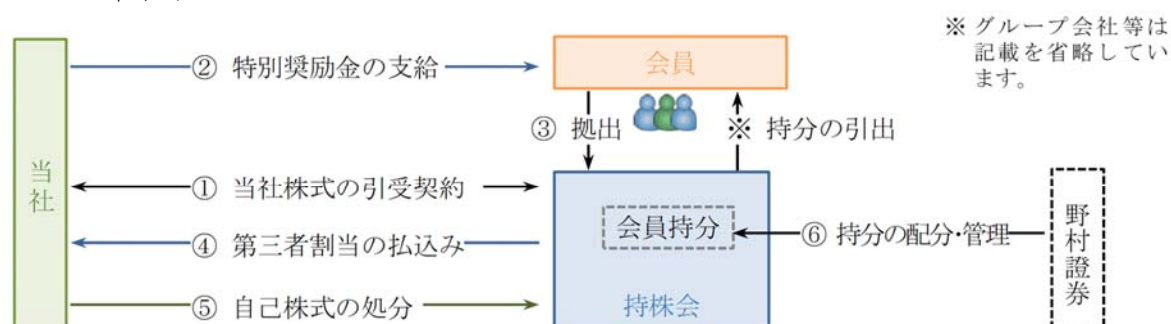 ※ グループ会社等は
記載を省略してい
ます。
② 特別奨励金の支給
会員
③ 拠出
※ 持分の引出
当社
① 当社株式の引受契約
会員持分
⑥ 持分の配分・管理
野村證券
④ 第三者割当の払込み
⑤ 自己株式の処分
持株会